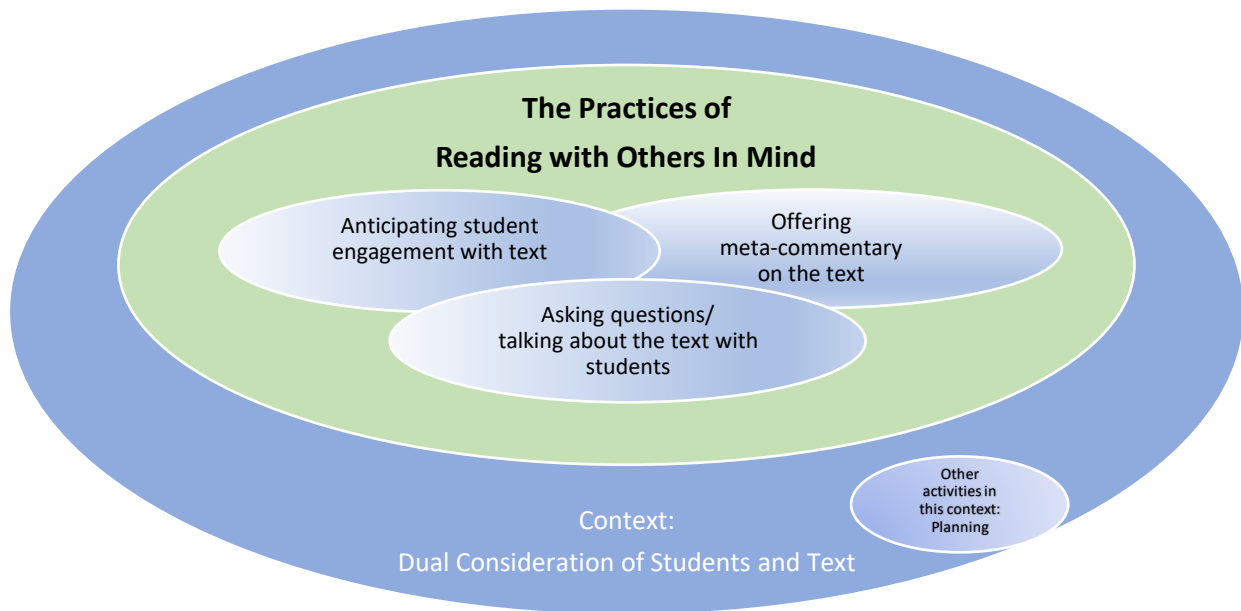 The Practices of
Reading with Others In Mind
Anticipating student
engagement with text
Offering
meta-commentary
on the text
Asking questions/
talking about the text with
students
Other
activities in
this context:
Planning
Context:
Dual Consideration of Students and Text